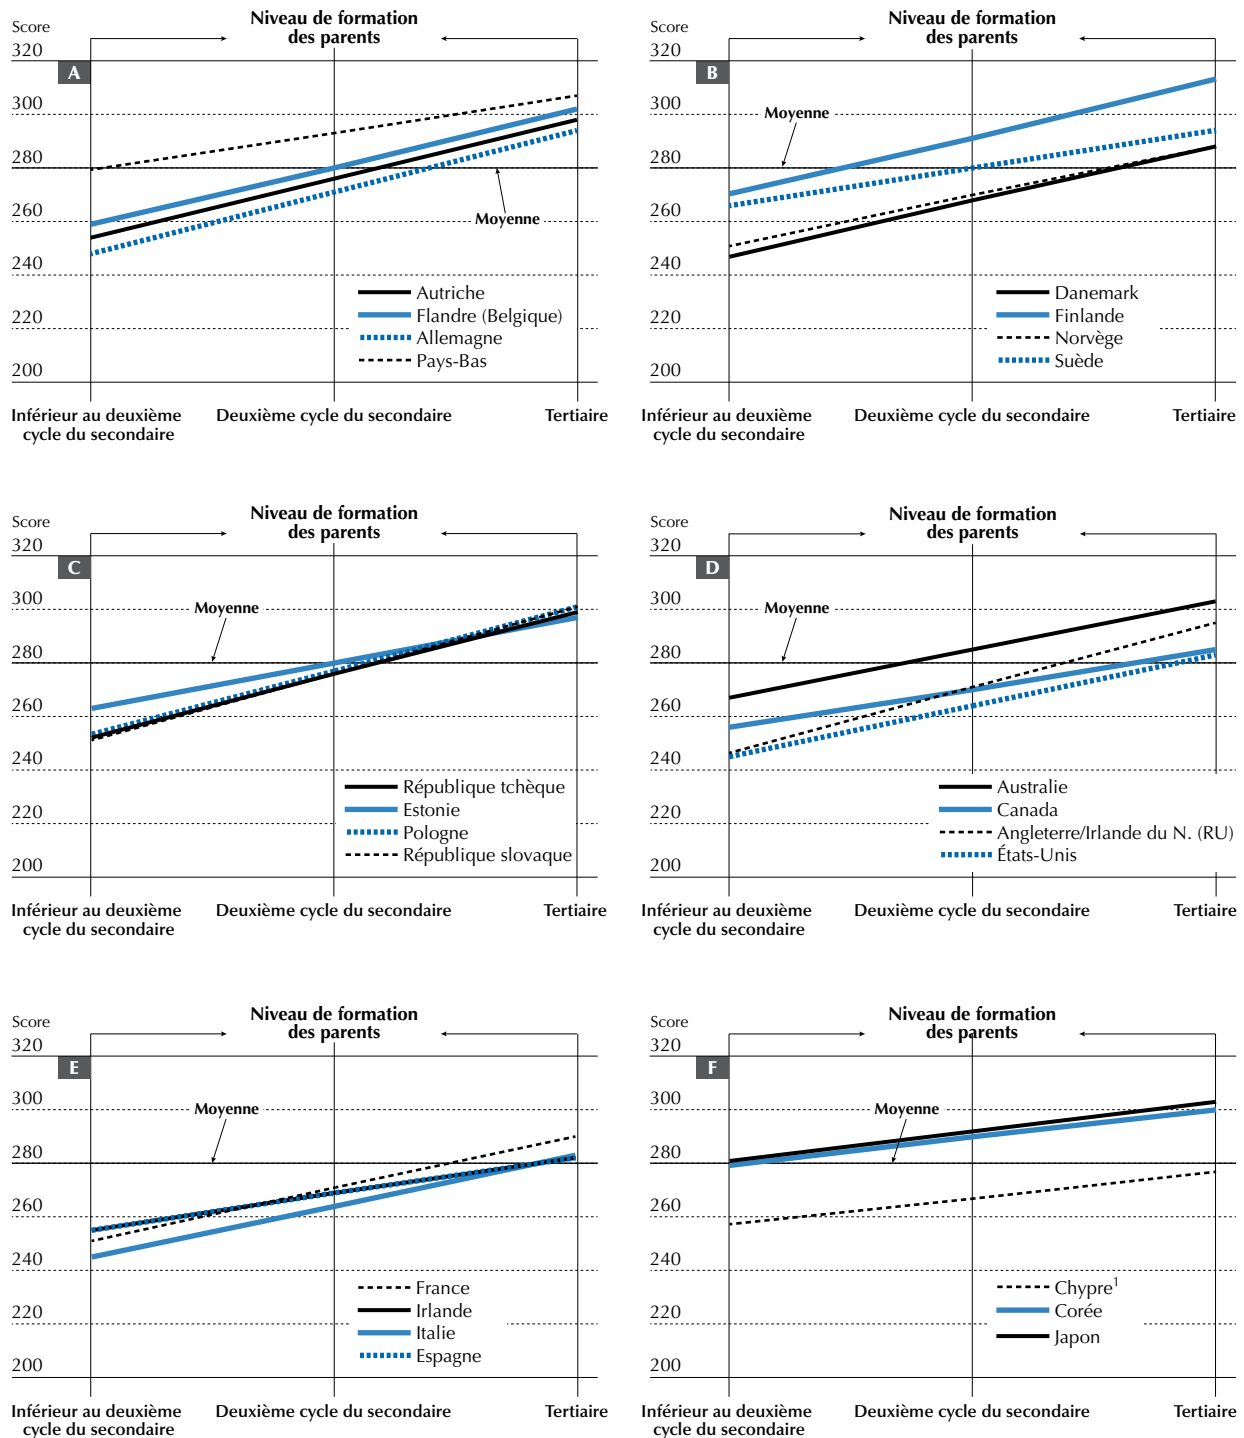 Niveau de formation
des parents
Score
320
A
300
280
260
Moyenne
240
220
200
Autriche
Flandre (Belgique)
Allemagne
Pays-Bas
Inférieur au deuxième
cycle du secondaire
Deuxième cycle du secondaire
Tertiaire
Niveau de formation
des parents
Score
320
B
300
Moyenne
280
260
240
220
200
Danemark
Finlande
Norvège
Suède
Inférieur au deuxième
cycle du secondaire
Deuxième cycle du secondaire
Tertiaire
Niveau de formation
des parents
Score
320
C
300
Moyenne
280
260
240
220
200
République tchèque
Estonie
Pologne
République slovaque
Inférieur au deuxième
cycle du secondaire
Deuxième cycle du secondaire
Tertiaire
Niveau de formation
des parents
Score
320
D
300
Moyenne
280
260
240
220
200
Australie
Canada
Angleterre/Irlande du N. (RU)
États-Unis
Inférieur au deuxième
cycle du secondaire
Deuxième cycle du secondaire
Tertiaire
Niveau de formation
des parents
Score
320
E
300
Moyenne
280
260
240
220
200
France
Irlande
Italie
Espagne
Inférieur au deuxième
cycle du secondaire
Deuxième cycle du secondaire
Tertiaire
Niveau de formation
des parents
Score
320
F
300
Moyenne
280
260
240
220
200
Chypre¹
Corée
Japon
Inférieur au deuxième
cycle du secondaire
Deuxième cycle du secondaire
Tertiaire